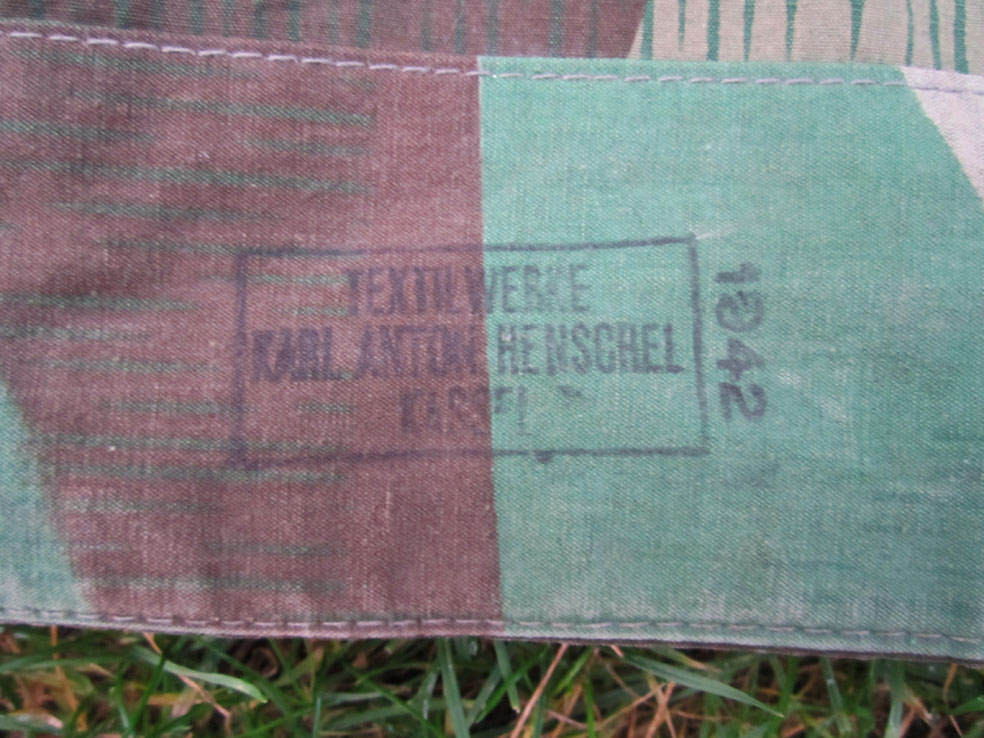 TEXTILWERKE
KARL ANTON HENSCHEL
KASSEL
1942